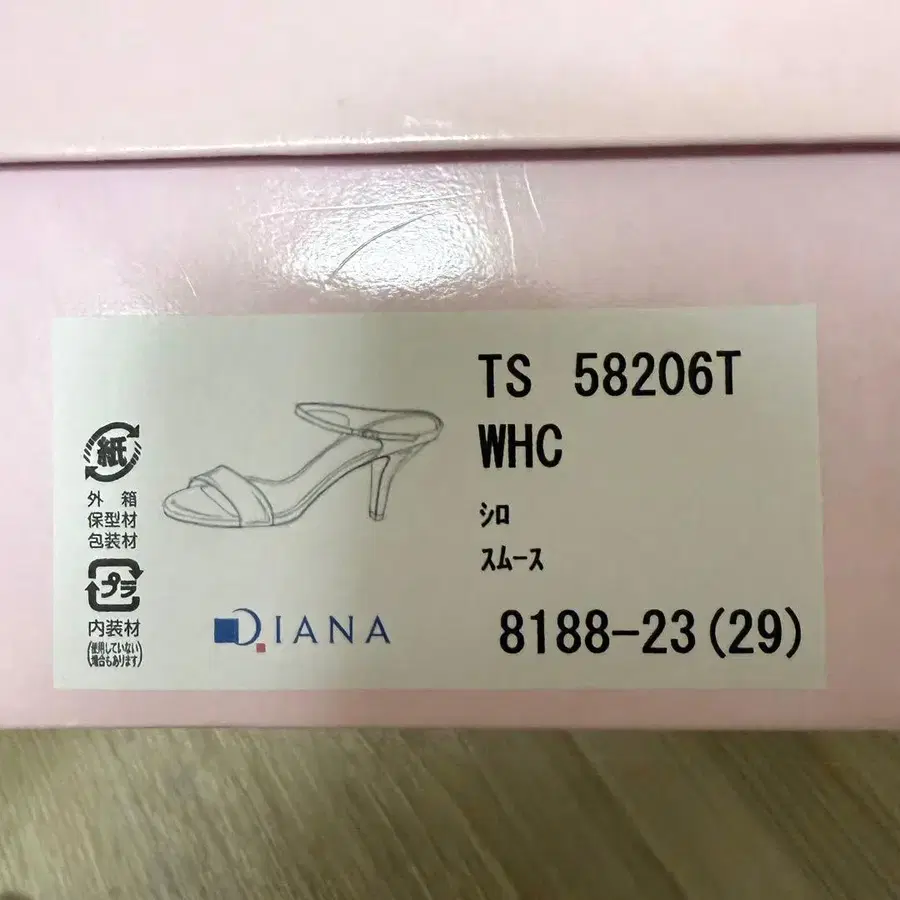 紙
外箱
保型材
包装材
プラ
内装材
(使用していない
場合もあります)
DIANA
TS 58206T
WHC
ｼﾛ
ｽﾑｰｽ
8188-23(29)